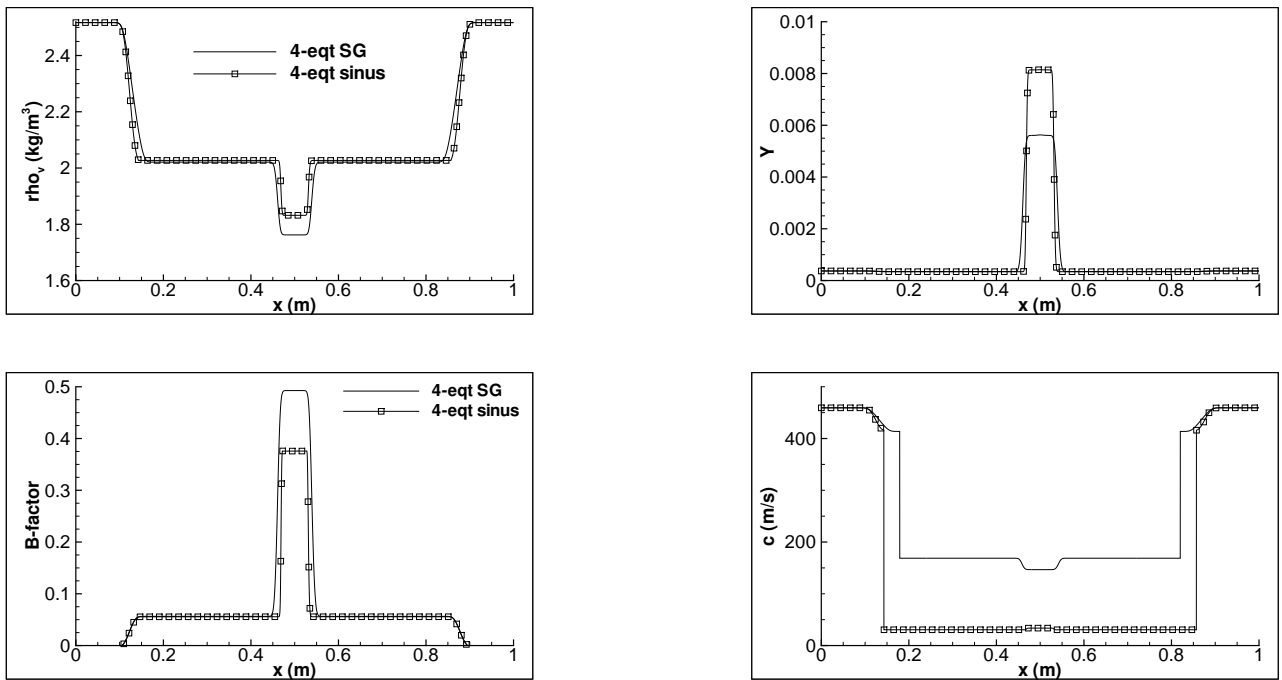 rho_v (kg/m^3)
2.4
2.2
2
1.8
1.6
4-eqt SG
4-eqt sinus
0 0.2 0.4 0.6 0.8 1
x (m)
Y
0.01
0.008
0.006
0.004
0.002
0
0 0.2 0.4 0.6 0.8 1
x (m)
B-factor
0.5
0.4
0.3
0.2
0.1
0
4-eqt SG
4-eqt sinus
0 0.2 0.4 0.6 0.8 1
x (m)
c (m/s)
400
200
0
0 0.2 0.4 0.6 0.8 1
x (m)